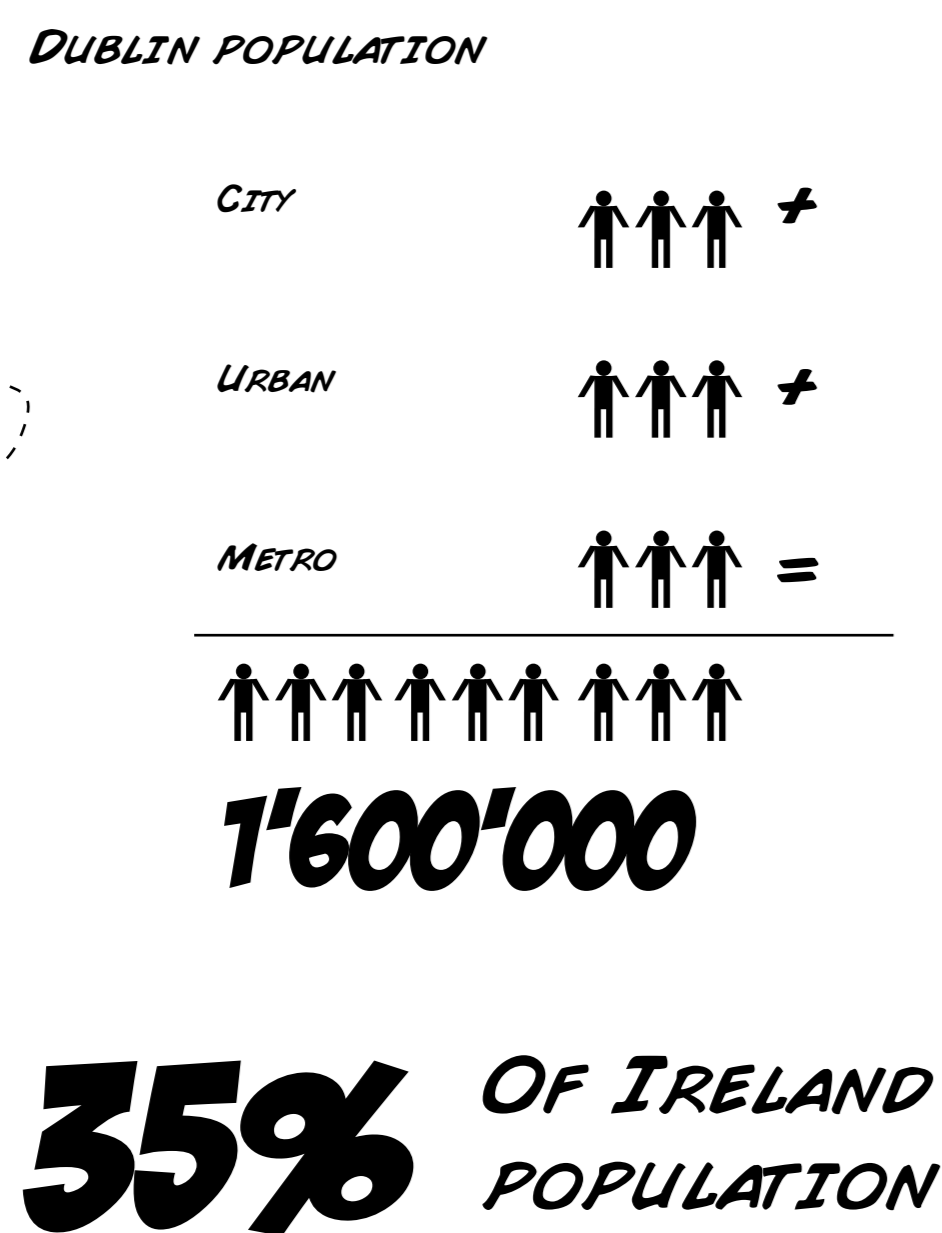 Dublin population
City +
Urban +
Metro =
1'600'000
35% Of Ireland
population